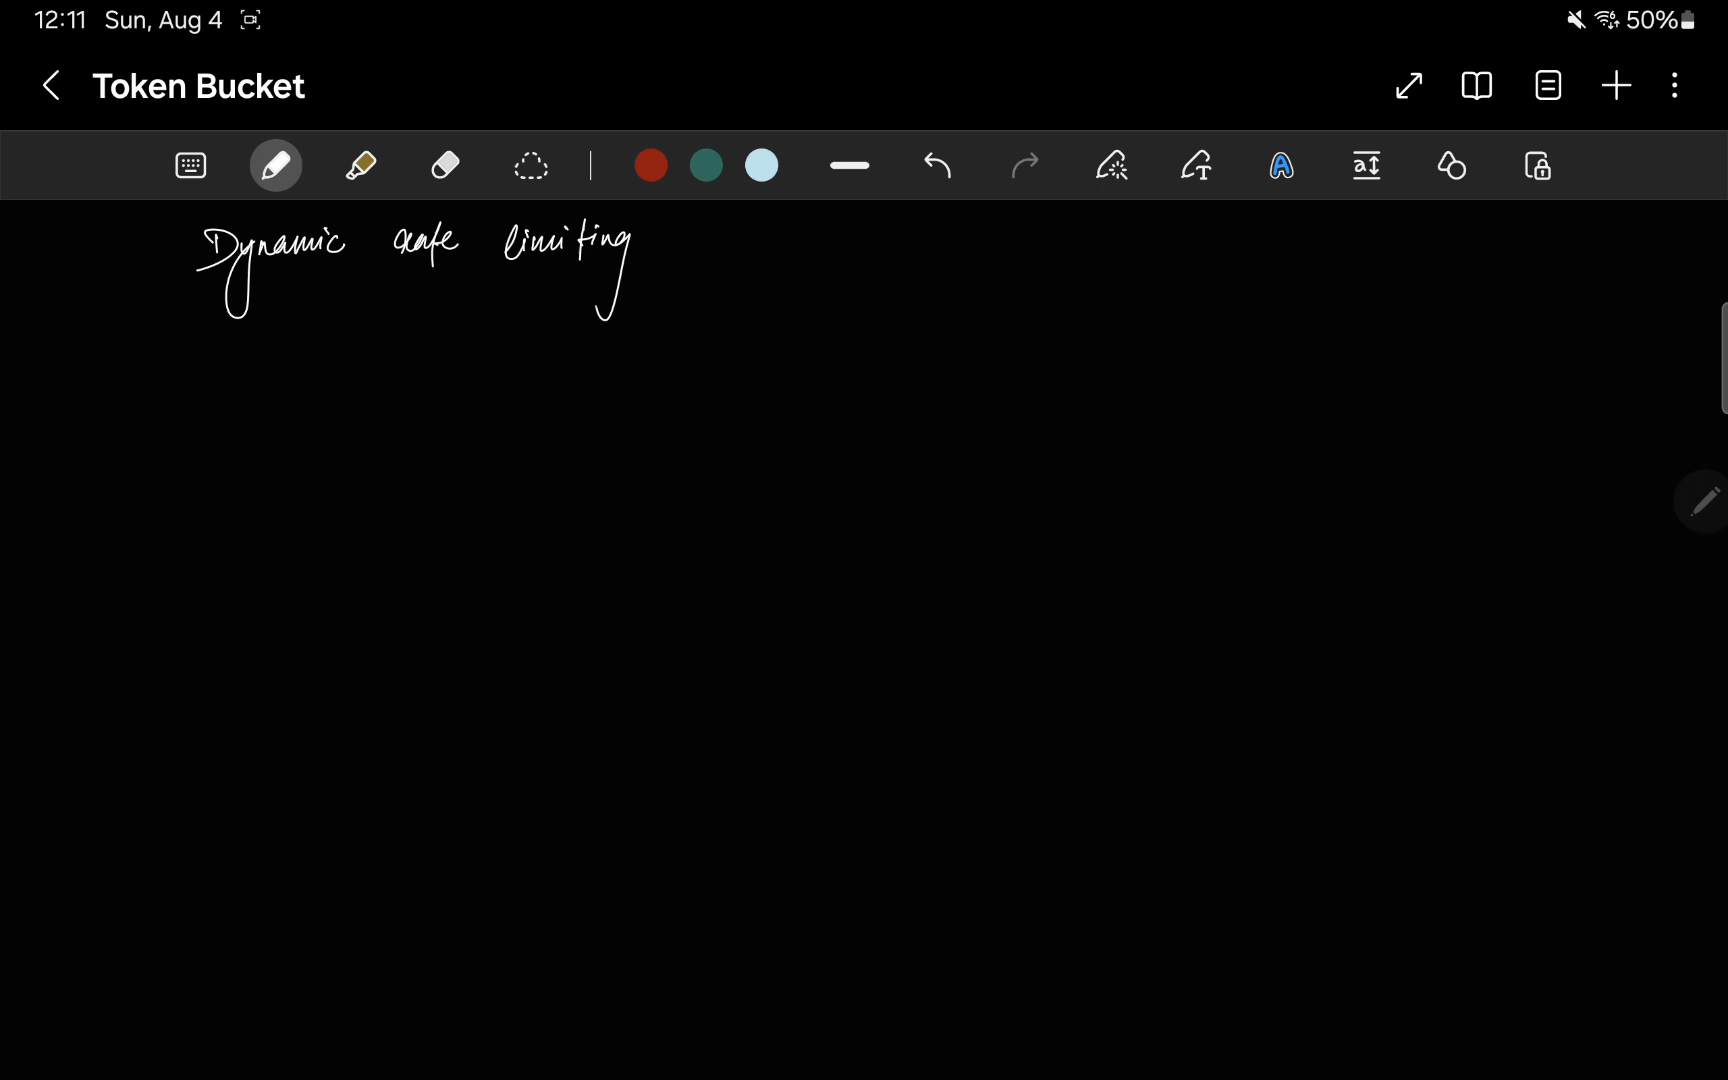 12:11 Sun, Aug 4 50%
Token Bucket
Dynamic rate limiting